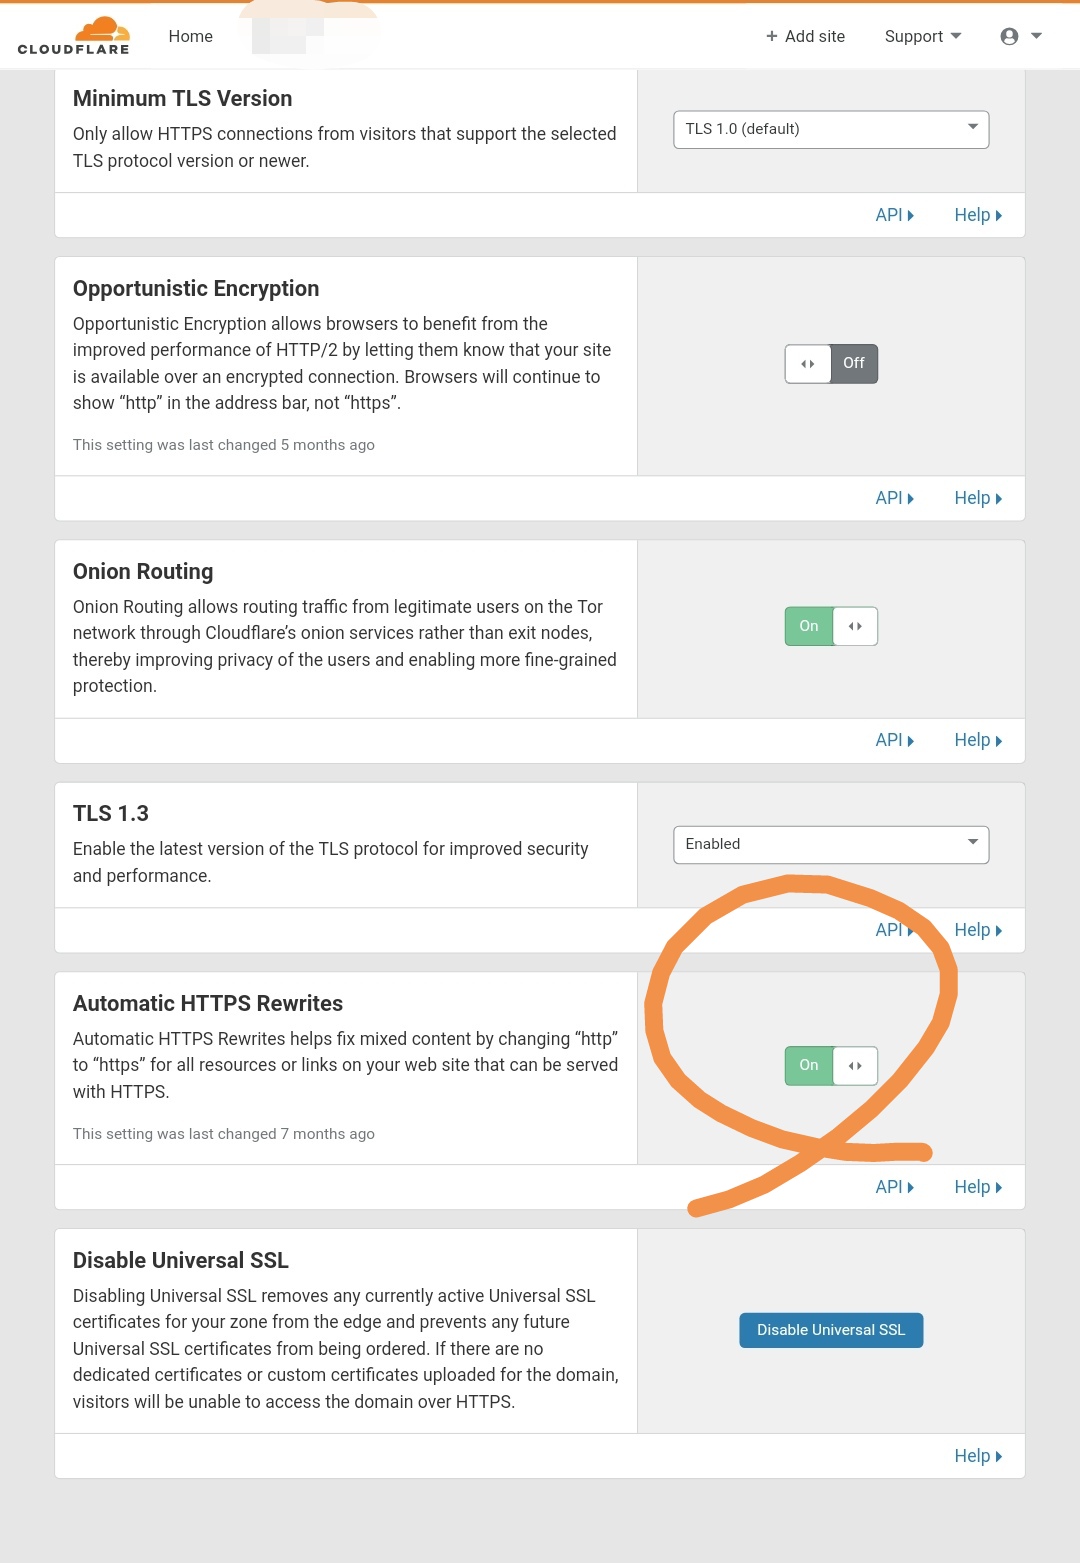 CLOUDFLARE
Home
+ Add site
Support
Minimum TLS Version
Only allow HTTPS connections from visitors that support the selected
TLS protocol version or newer.
TLS 1.0 (default)
API
Help
Opportunistic Encryption
Opportunistic Encryption allows browsers to benefit from the
improved performance of HTTP/2 by letting them know that your site
is available over an encrypted connection. Browsers will continue to
show “http” in the address bar, not “https”.
This setting was last changed 5 months ago
Off
API
Help
Onion Routing
Onion Routing allows routing traffic from legitimate users on the Tor
network through Cloudflare’s onion services rather than exit nodes,
thereby improving privacy of the users and enabling more fine-grained
protection.
On
API
Help
TLS 1.3
Enable the latest version of the TLS protocol for improved security
and performance.
Enabled
API
Help
Automatic HTTPS Rewrites
Automatic HTTPS Rewrites helps fix mixed content by changing “http”
to “https” for all resources or links on your web site that can be served
with HTTPS.
This setting was last changed 7 months ago
On
API
Help
Disable Universal SSL
Disabling Universal SSL removes any currently active Universal SSL
certificates for your zone from the edge and prevents any future
Universal SSL certificates from being ordered. If there are no
dedicated certificates or custom certificates uploaded for the domain,
visitors will be unable to access the domain over HTTPS.
Disable Universal SSL
Help